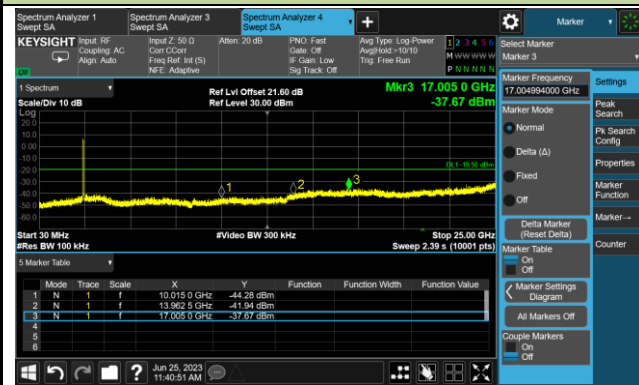 Spectrum Analyzer 1
Swept SA
Spectrum Analyzer 3
Swept SA
Spectrum Analyzer 4
Swept SA
Marker
KEYSIGHT
Input: RF
Coupling: AC
Align: Auto
Input Z: 50 Ω
Corr CCorr
Freq Ref: Int (S)
NFE: Adaptive
Atten: 20 dB
PNO: Fast
Gate: Off
IF Gain: Low
Sig Track: Off
Avg Type: Log-Power
Avg|Hold:>10/10
Trig: Free Run
1 2 3 4 5 6
M W W W W W
P N N N N N
Select Marker
Marker 3
LVI
1 Spectrum
Scale/Div 10 dB
Ref Lvl Offset 21.60 dB
Ref Level 30.00 dBm
Mkr3 17.005 0 GHz
-37.67 dBm
Log
20.0
10.0
0.00
-10.0
-20.0
-30.0
-40.0
-50.0
-60.0
DL1 -19.50 dBm
1
2
3
Start 30 MHz
#Res BW 100 kHz
#Video BW 300 kHz
Stop 25.00 GHz
Sweep 2.39 s (10001 pts)
5 Marker Table
Mode Trace Scale X Y Function Function Width Function Value
1 N 1 f 10.015 0 GHz -44.28 dBm
2 N 1 f 13.962 5 GHz -41.94 dBm
3 N 1 f 17.005 0 GHz -37.67 dBm
4
5
6
Marker Frequency
17.004994000 GHz
Marker Mode
Normal
Delta (Δ)
Fixed
Off
Delta Marker
(Reset Delta)
Marker Table
On
Off
Marker Settings
Diagram
All Markers Off
Couple Markers
On
Off
Settings
Peak
Search
Pk Search
Config
Properties
Marker
Function
Marker→
Counter
Jun 25, 2023
11:40:51 AM